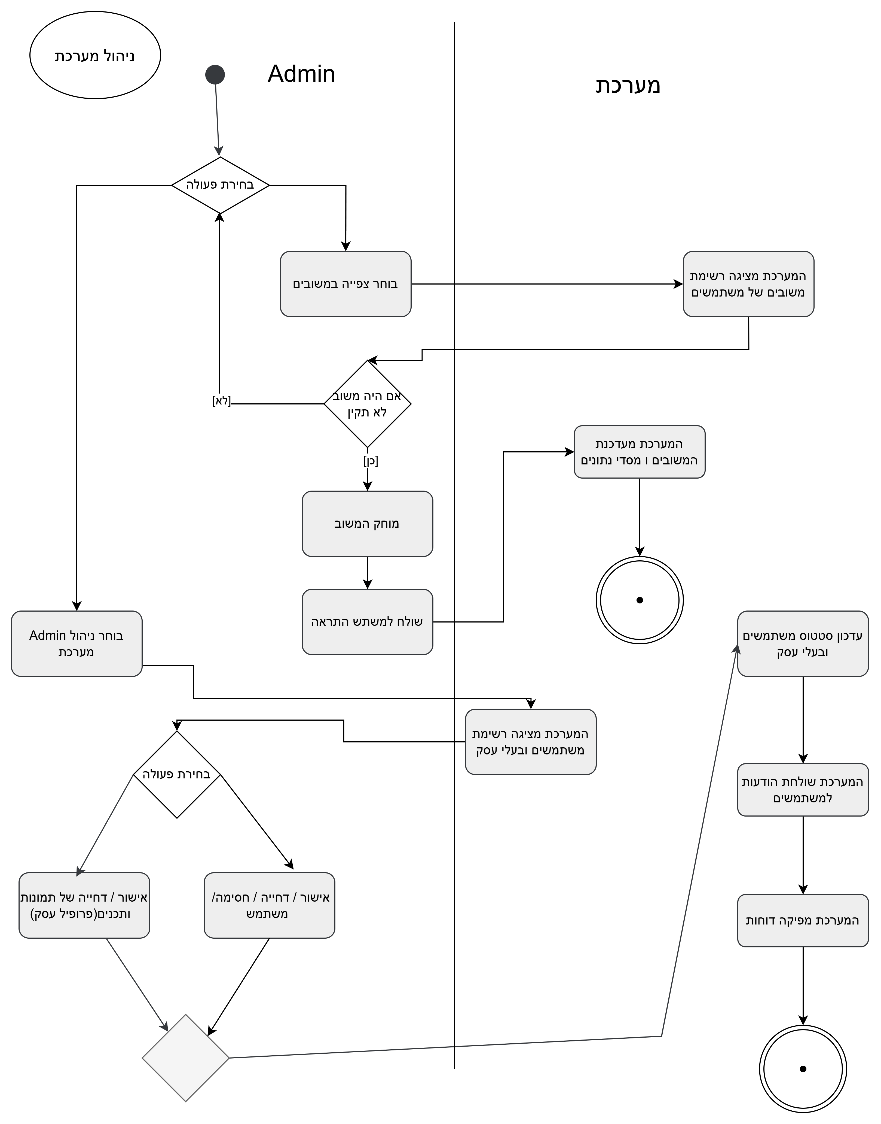 ניהול מערכת
Admin
מערכת
בחירת פעולה
בוחר צפייה במשובים
המערכת מציגה רשימת
משובים של משתמשים
אם היה משוב
לא תקין
[לא]
[כן]
המערכת מעדכנת
המשובים ו מסדי נתונים
מוחק המשוב
שולח למשתש התראה
בוחר ניהול Admin
מערכת
עדכון סטטוס משתמשים
ובעלי עסק
המערכת מציגה רשימת
משתמשים ובעלי עסק
בחירת פעולה
המערכת שולחת הודעות
למשתמשים
אישור / דחייה של תמונות
ותכנים(פרופיל עסק)
אישור / דחייה / חסימה/
משתמש
המערכת מפיקה דוחות